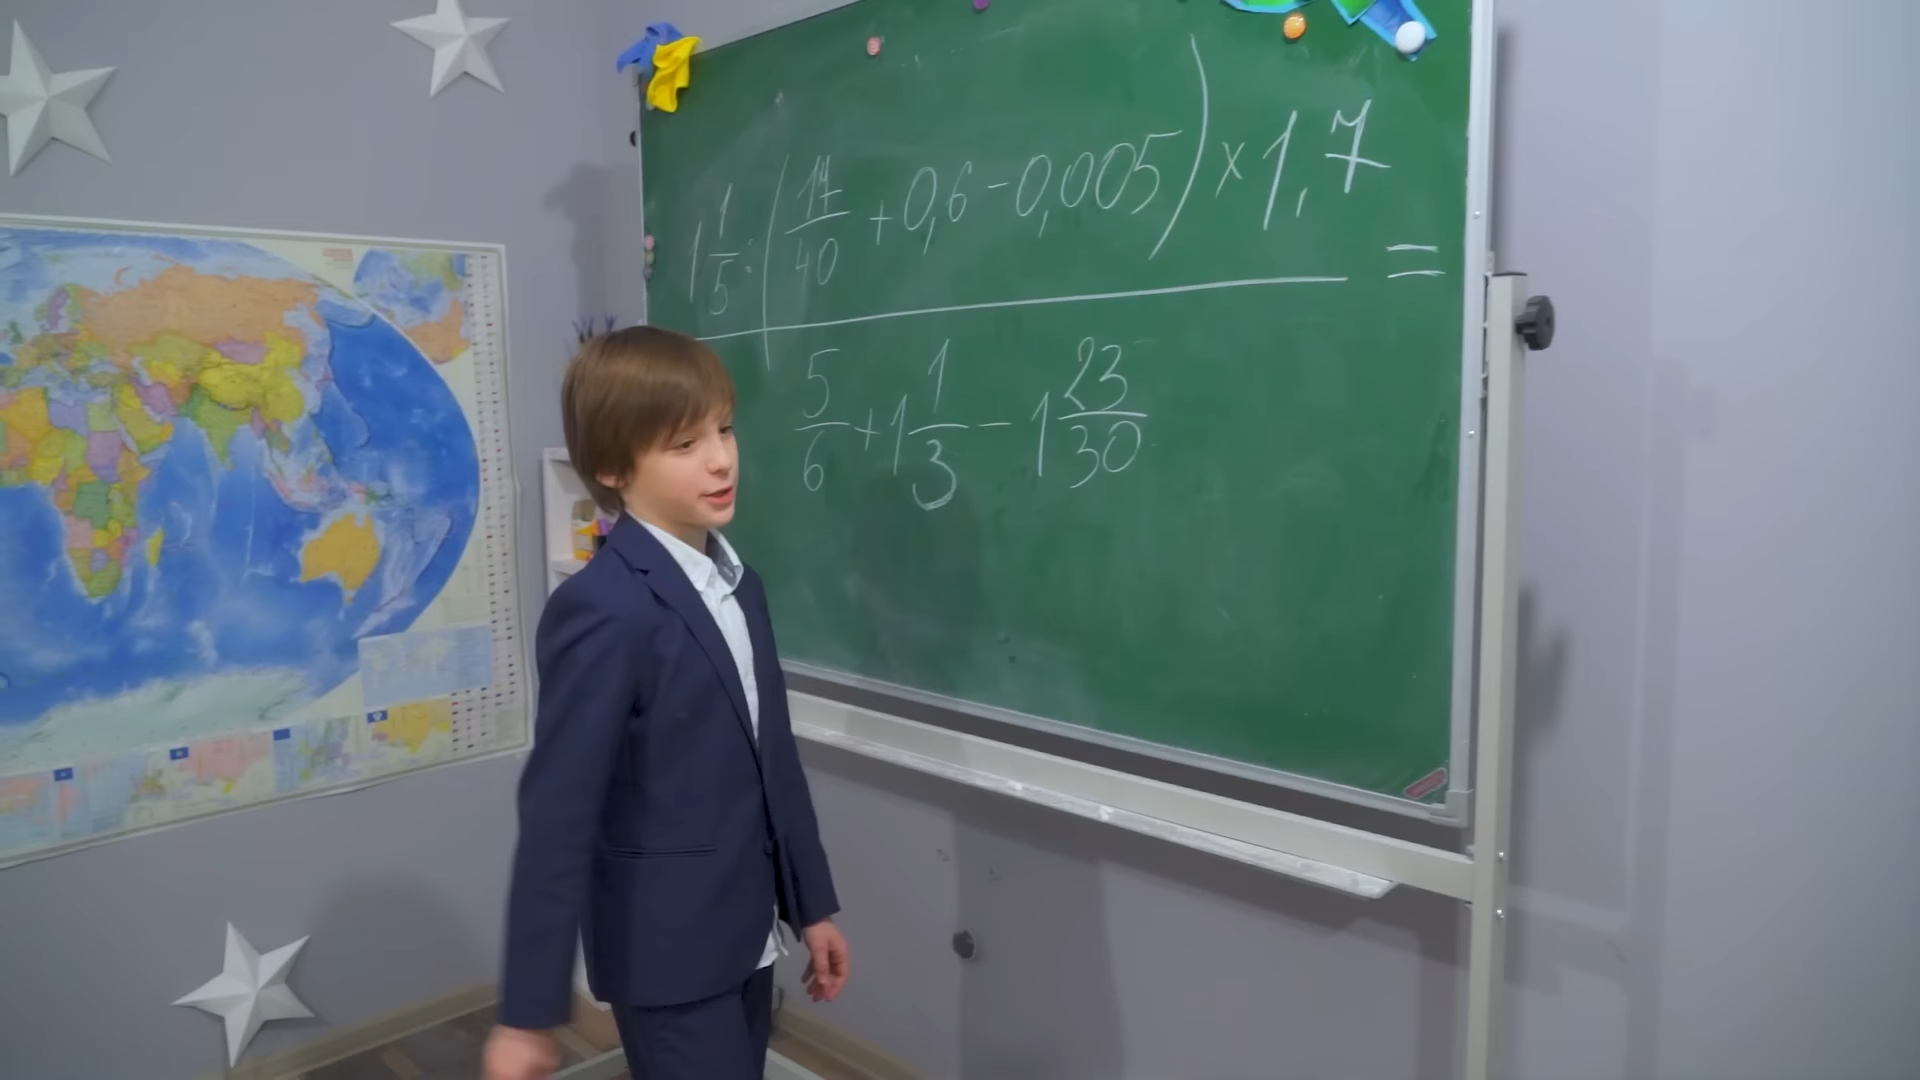 1 1/5 : ( 17/40 + 0,6 - 0,005 ) × 1,7 =
5/6 + 1 1/3 - 1 23/30